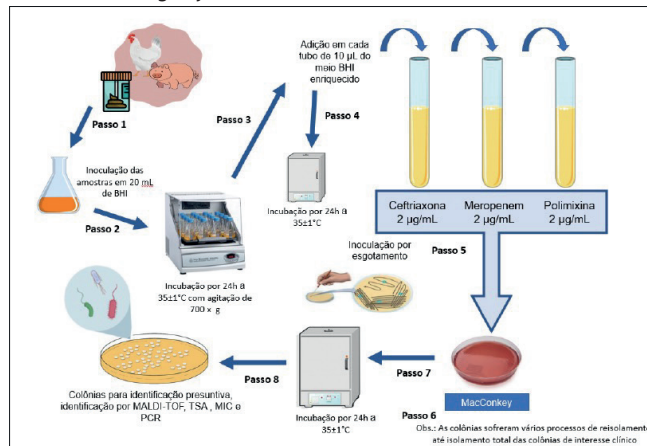 Adição em cada
tubo de 10 µL do
meio BHI
enriquecido
Passo 1
Passo 3
Passo 4
Inoculação das
amostras em 20 mL
de BHI
Passo 2
Incubação por 24h a
35±1°C
Ceftriaxona
2 µg/mL
Meropenem
2 µg/mL
Polimixina
2 µg/mL
Passo 5
Inoculação por
esgotamento
Incubação por 24h a
35±1°C com agitação de
700 x g
Passo 8
Passo 7
MacConkey
Colônias para identificação presuntiva,
identificação por MALDI-TOF, TSA , MIC e
PCR
Incubação por 24h a
35±1°C
Passo 6
Obs.: As colônias sofreram vários processos de reisolamento
até isolamento total das colônias de interesse clínico